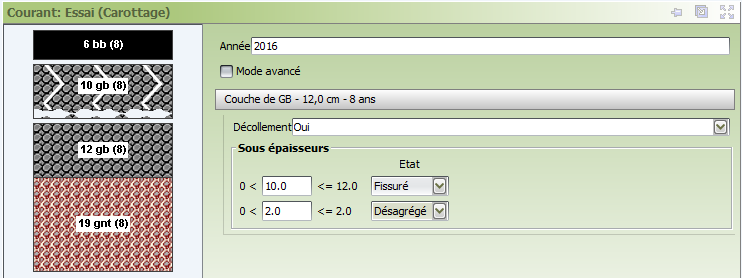 Courant: Essai (Carottage)
6 bb (8)
10 gb (8)
12 gb (8)
19 gnt (8)
Année 2016
Mode avancé
Couche de GB - 12,0 cm - 8 ans
Décollement Oui
Sous épaisseurs
Etat
0 < 10.0 <= 12.0 Fissuré
0 < 2.0 <= 2.0 Désagrégé